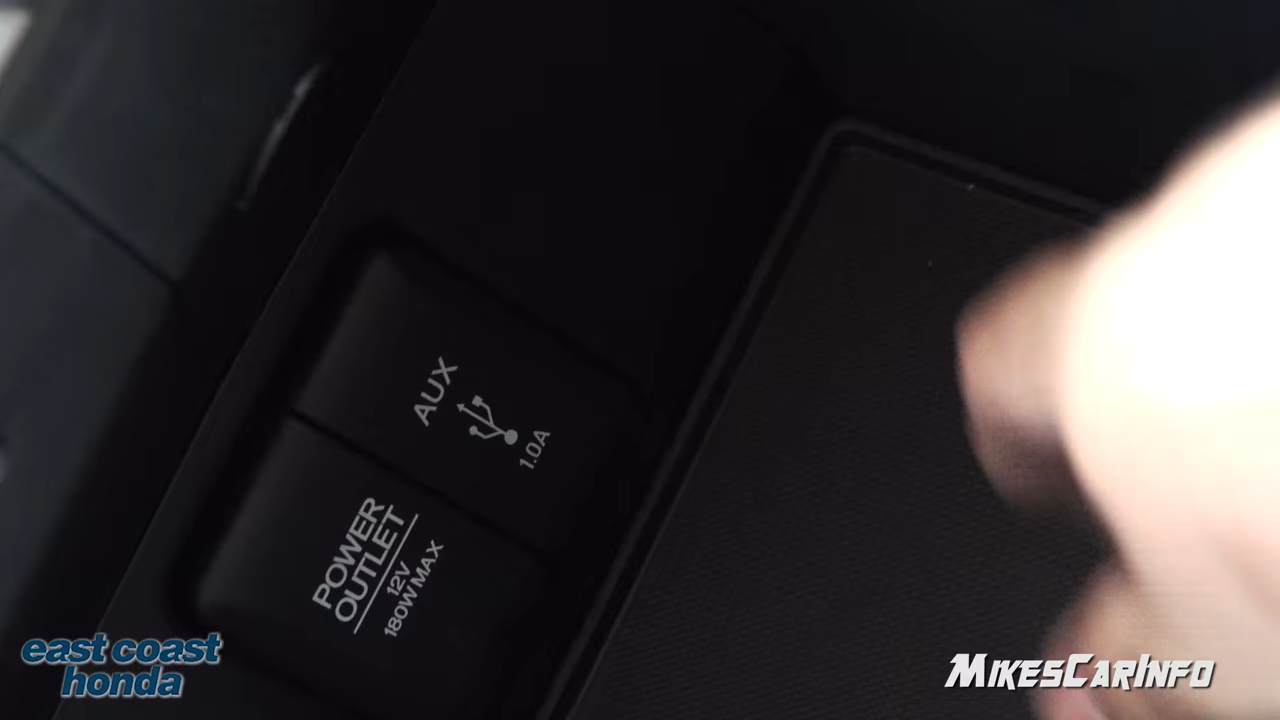 AUX
1.0A
POWER
OUTLET
12V
180W MAX
east coast
honda
MIKESCARINFO